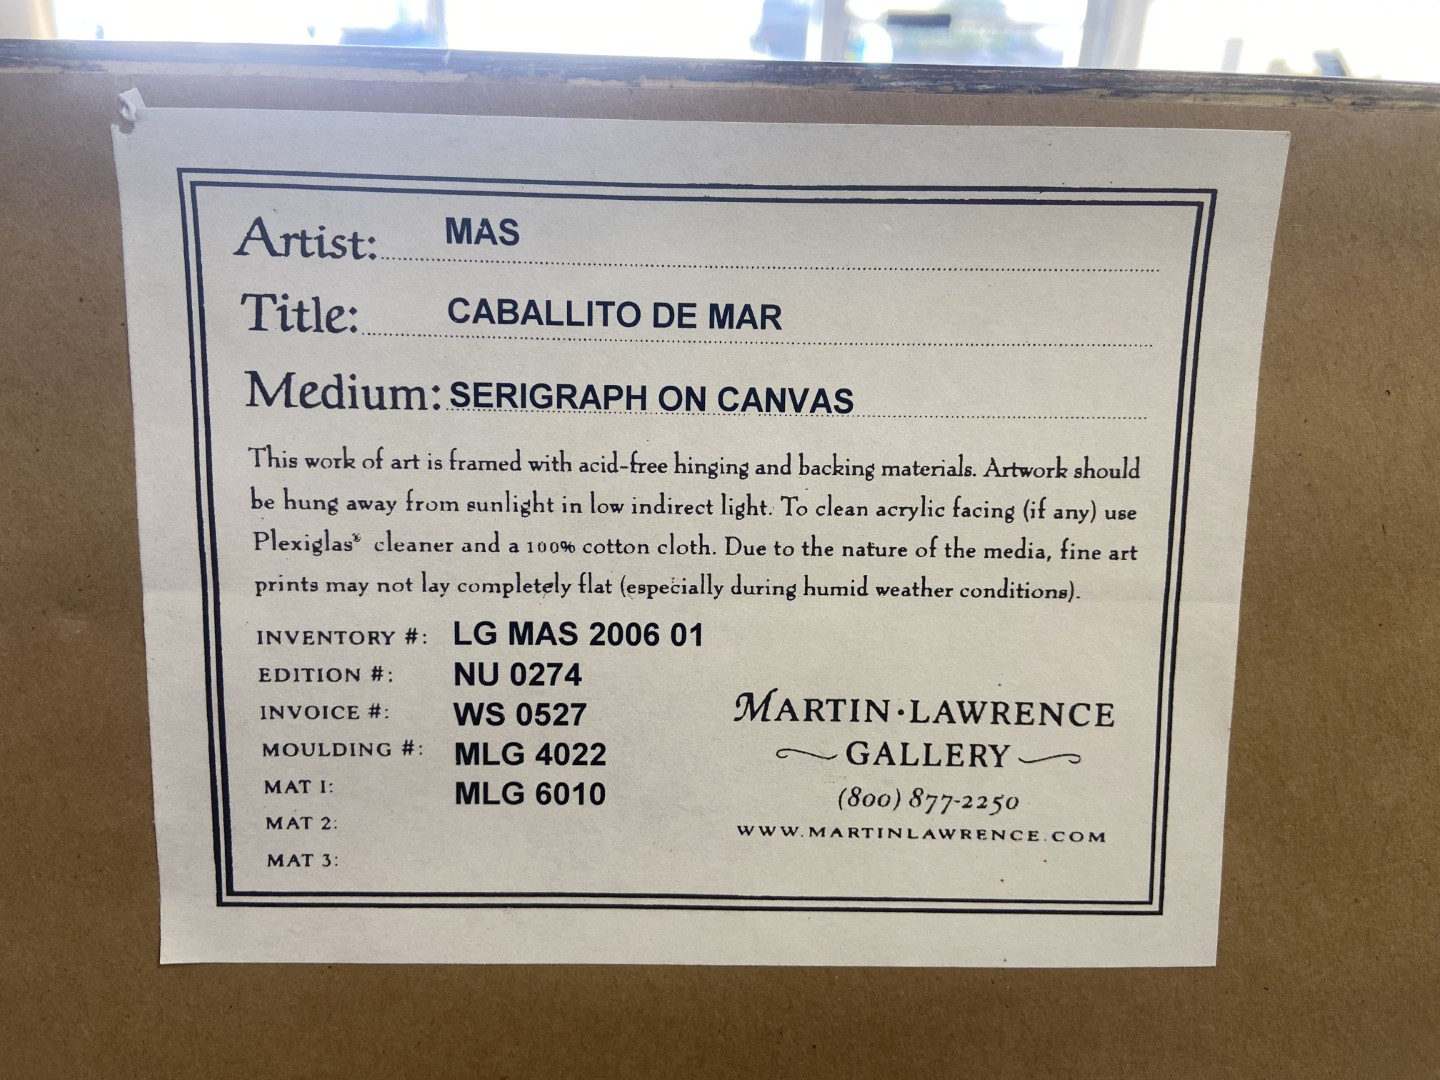 Artist: MAS
Title: CABALLITO DE MAR
Medium: SERIGRAPH ON CANVAS
This work of art is framed with acid-free hinging and backing materials. Artwork should
be hung away from sunlight in low indirect light. To clean acrylic facing (if any) use
Plexiglas® cleaner and a 100% cotton cloth. Due to the nature of the media, fine art
prints may not lay completely flat (especially during humid weather conditions).
INVENTORY #: LG MAS 2006 01
EDITION #: NU 0274
INVOICE #: WS 0527
MOULDING #: MLG 4022
MAT 1: MLG 6010
MAT 2:
MAT 3:
MARTIN·LAWRENCE
GALLERY
(800) 877-2250
WWW.MARTINLAWRENCE.COM